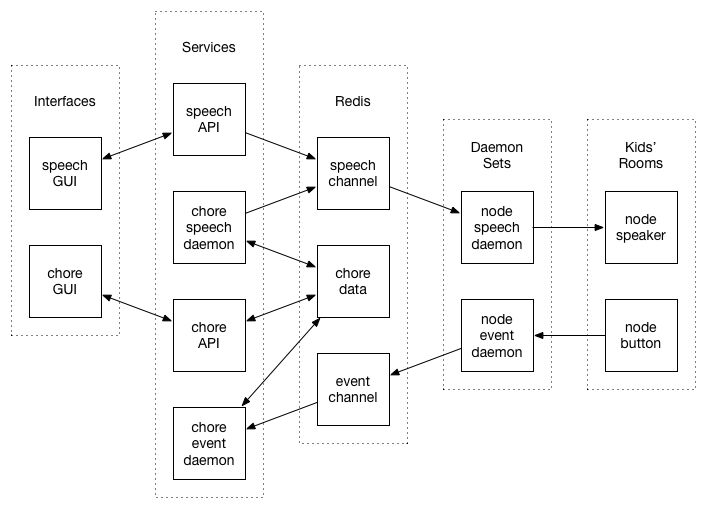 Services
Interfaces
Redis
Daemon
Sets
Kids'
Rooms
speech
GUI
chore
GUI
speech
API
chore
speech
daemon
chore
API
chore
event
daemon
speech
channel
chore
data
event
channel
node
speech
daemon
node
event
daemon
node
speaker
node
button